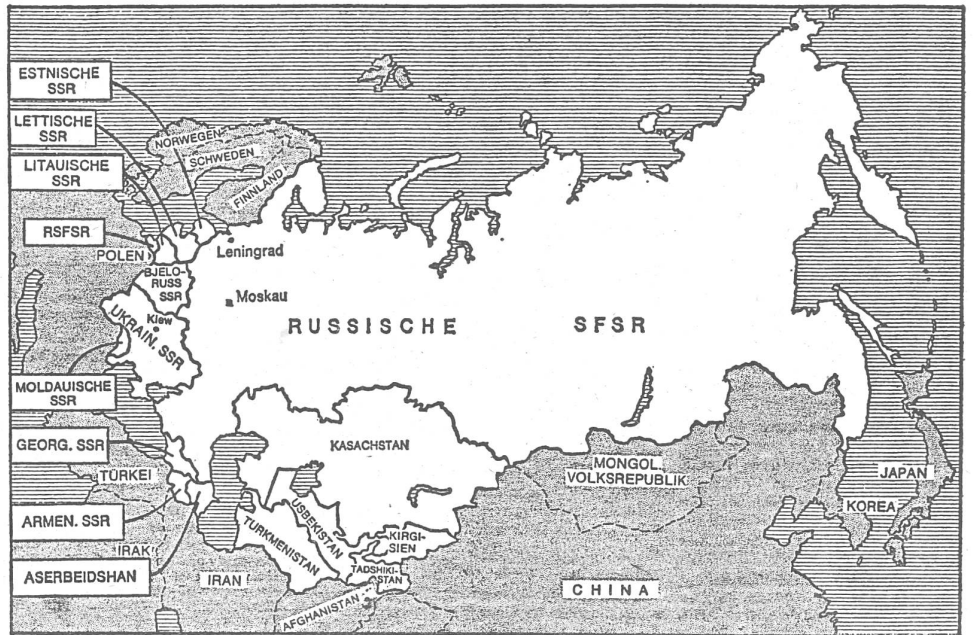 ESTNISCHE
SSR
LETTISCHE
SSR
LITAUISCHE
SSR
RSFSR
NORWEGEN
SCHWEDEN
FINNLAND
POLEN
Leningrad
BJELO-
RUSS
SSR
Moskau
Kiew
UKRAIN. SSR
RUSSISCHE SFSR
MOLDAUISCHE
SSR
GEORG. SSR
TÜRKEI
ARMEN. SSR
IRAK
ASERBEIDSHAN
IRAN
KASACHSTAN
USBEKISTAN
TURKMENISTAN
KIRGI-
SIEN
TADSHIKI-
STAN
AFGHANISTAN
MONGOL.
VOLKSREPUBLIK
CHINA
JAPAN
KOREA